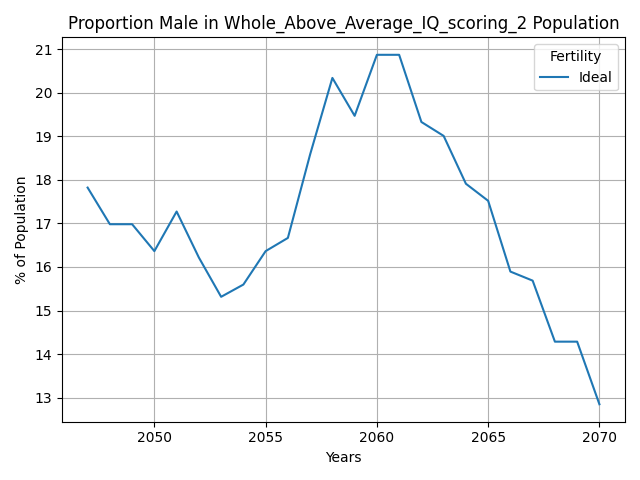 Proportion Male in Whole_Above_Average_IQ_scoring_2 Population
Fertility
Ideal
% of Population
21
20
19
18
17
16
15
14
13
2050 2055 2060 2065 2070
Years